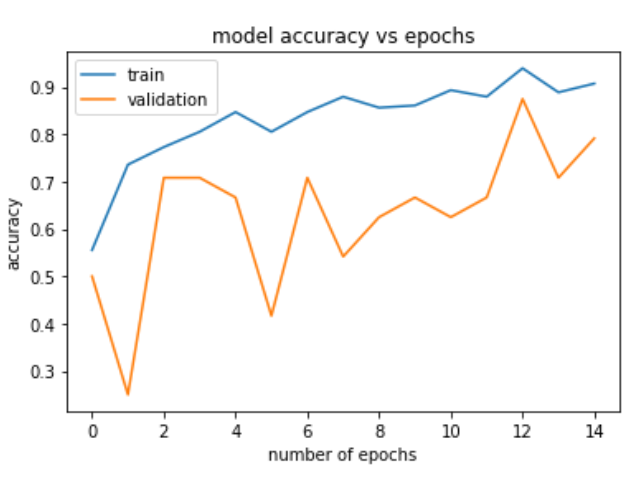 model accuracy vs epochs
train
validation
accuracy
0.9
0.8
0.7
0.6
0.5
0.4
0.3
0 2 4 6 8 10 12 14
number of epochs